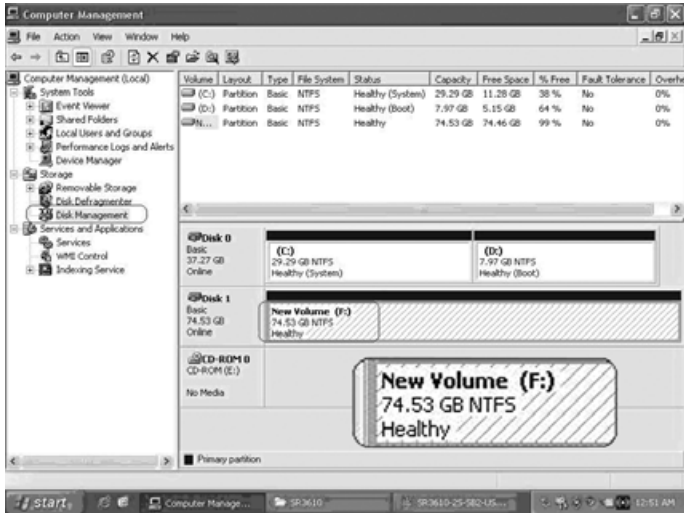 Computer Management
File Action View Window Help
Computer Management (Local)
System Tools
Event Viewer
Shared Folders
Local Users and Groups
Performance Logs and Alerts
Device Manager
Storage
Removable Storage
Disk Defragmenter
Disk Management
Services and Applications
Services
WMI Control
Indexing Service
Volume Layout Type File System Status Capacity Free Space % Free Fault Tolerance Overhe
(C:) Partition Basic NTFS Healthy (System) 29.29 GB 11.28 GB 38 % No 0%
(D:) Partition Basic NTFS Healthy (Boot) 7.97 GB 5.15 GB 64 % No 0%
N... Partition Basic NTFS Healthy 74.53 GB 74.46 GB 99 % No 0%
Disk 0
Basic
37.27 GB
Online
(C:)
29.29 GB NTFS
Healthy (System)
(D:)
7.97 GB NTFS
Healthy (Boot)
Disk 1
Basic
74.53 GB
Online
New Volume (F:)
74.53 GB NTFS
Healthy
CD-ROM 0
CD-ROM (E:)
No Media
New Volume (F:)
74.53 GB NTFS
Healthy
Primary partition
start
Computer Manage...
SR3610
SR3610-2S-SB2-US...
12:51 AM